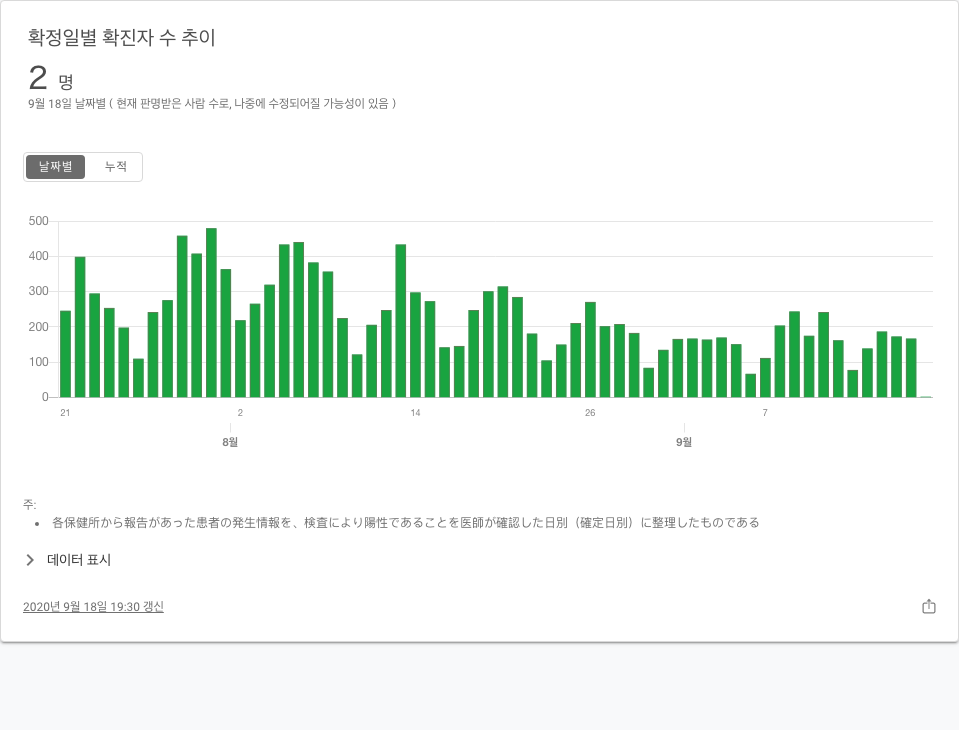 확정일별 확진자 수 추이
2 명
9월 18일 날짜별 ( 현재 판명받은 사람 수로, 나중에 수정되어질 가능성이 있음 )
날짜별 누적
500
400
300
200
100
0
21 2 14 26 7
8월 9월
주:
• 各保健所から報告があった患者の発生情報を、検査により陽性であることを医師が確認した日別（確定日別）に整理したものである
데이터 표시
2020년 9월 18일 19:30 갱신